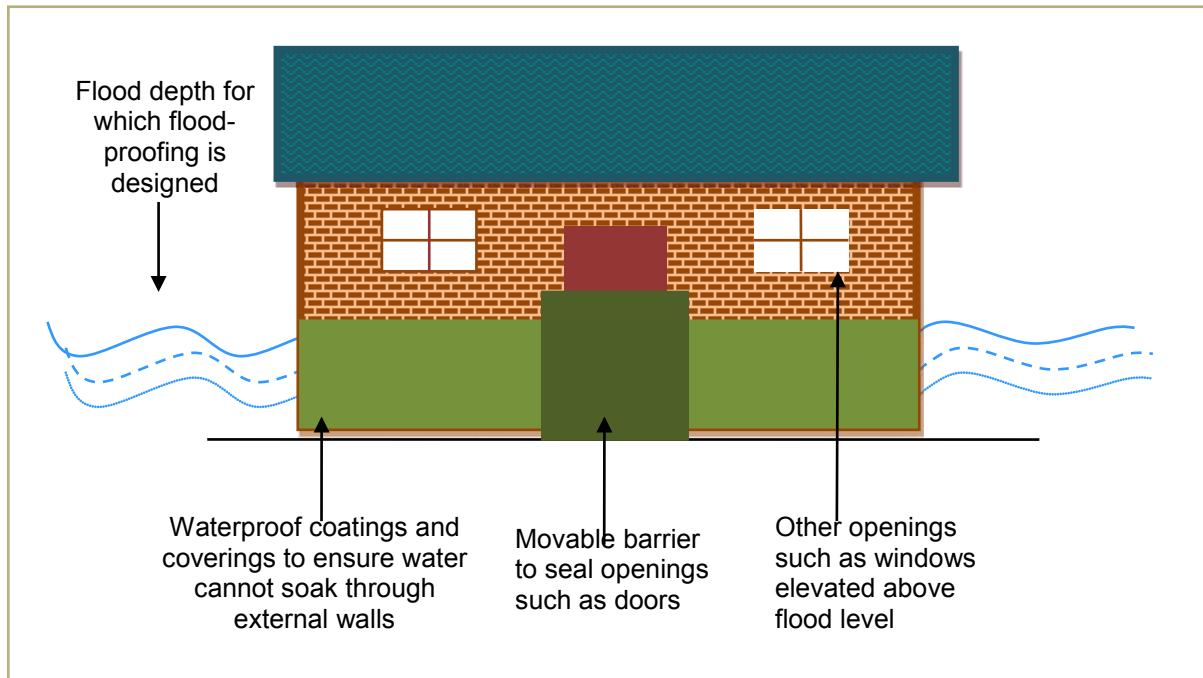 Flood depth for
which flood-
proofing is
designed
Waterproof coatings and
coverings to ensure water
cannot soak through
external walls
Movable barrier
to seal openings
such as doors
Other openings
such as windows
elevated above
flood level